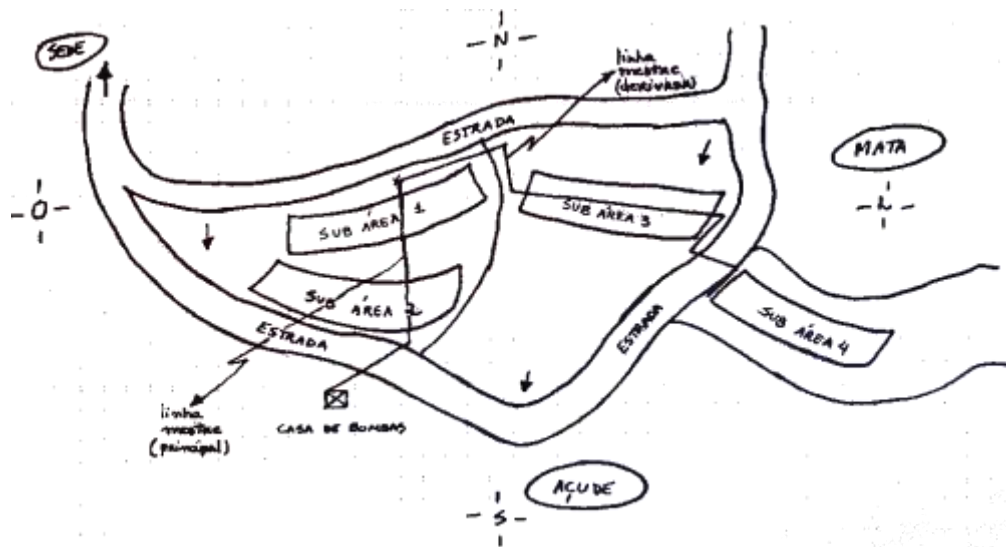 SEDE
- N -
linha
mestre
(derivada)
ESTRADA
MATA
- O -
- L -
SUB ÁREA 1
SUB ÁREA 3
SUB ÁREA 2
ESTRADA
ESTRADA
SUB ÁREA 4
linha
mestre
(principal)
CASA DE BOMBAS
AÇUDE
- S -